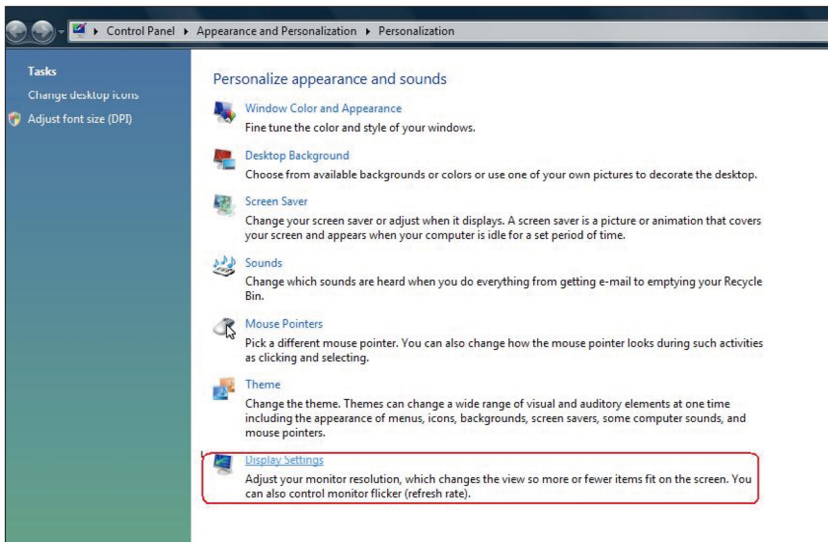 Control Panel ▸ Appearance and Personalization ▸ Personalization
Tasks
Change desktop icons
Adjust font size (DPI)
Personalize appearance and sounds
Window Color and Appearance
Fine tune the color and style of your windows.
Desktop Background
Choose from available backgrounds or colors or use one of your own pictures to decorate the desktop.
Screen Saver
Change your screen saver or adjust when it displays. A screen saver is a picture or animation that covers
your screen and appears when your computer is idle for a set period of time.
Sounds
Change which sounds are heard when you do everything from getting e-mail to emptying your Recycle
Bin.
Mouse Pointers
Pick a different mouse pointer. You can also change how the mouse pointer looks during such activities
as clicking and selecting.
Theme
Change the theme. Themes can change a wide range of visual and auditory elements at one time
including the appearance of menus, icons, backgrounds, screen savers, some computer sounds, and
mouse pointers.
Display Settings
Adjust your monitor resolution, which changes the view so more or fewer items fit on the screen. You
can also control monitor flicker (refresh rate).